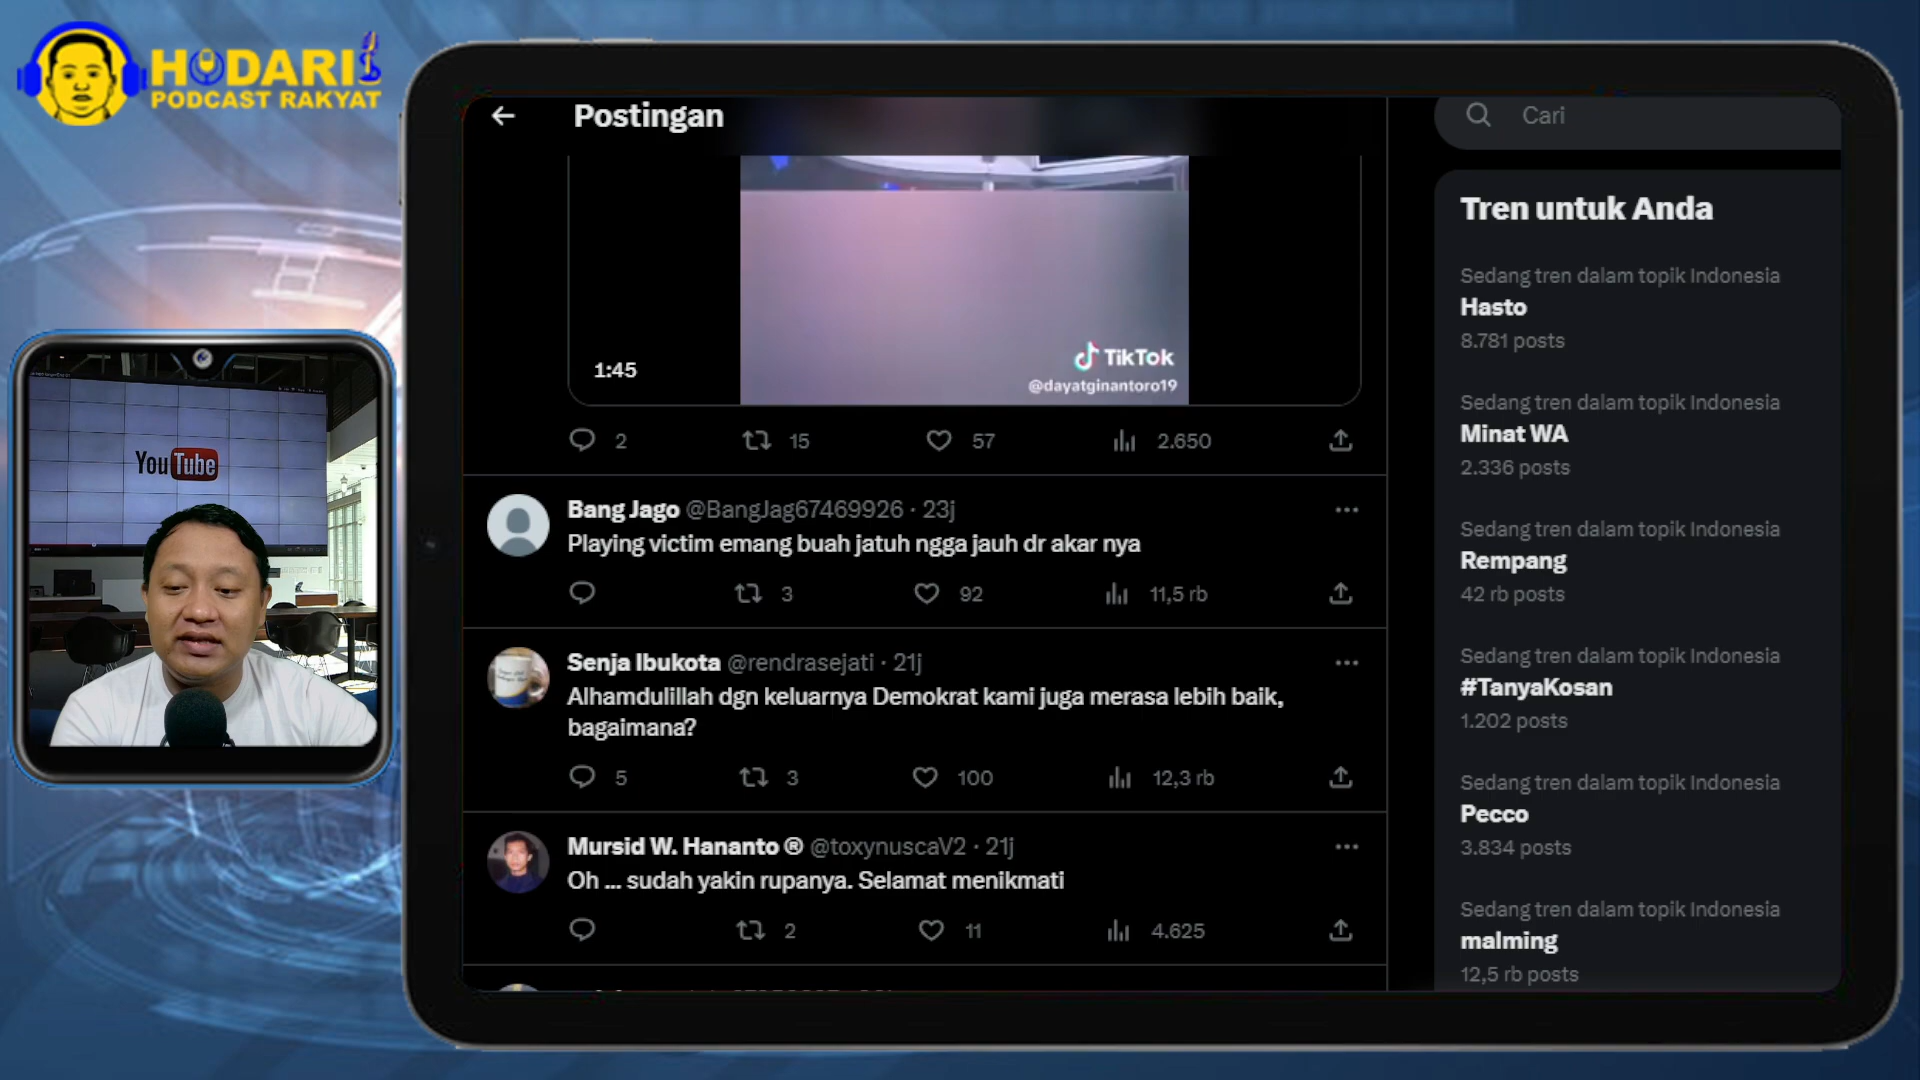 HODARI
PODCAST RAKYAT
YouTube
Postingan
1:45
TikTok
@dayatginantoro19
2 15 57 2.650
Bang Jago @BangJag67469926 · 23j
Playing victim emang buah jatuh ngga jauh dr akar nya
3 92 11,5 rb
Senja Ibukota @rendrasejati · 21j
Alhamdulillah dgn keluarnya Demokrat kami juga merasa lebih baik,
bagaimana?
5 3 100 12,3 rb
Mursid W. Hananto ® @toxynuscaV2 · 21j
Oh ... sudah yakin rupanya. Selamat menikmati
2 11 4.625
Cari
Tren untuk Anda
Sedang tren dalam topik Indonesia
Hasto
8.781 posts
Sedang tren dalam topik Indonesia
Minat WA
2.336 posts
Sedang tren dalam topik Indonesia
Rempang
42 rb posts
Sedang tren dalam topik Indonesia
#TanyaKosan
1.202 posts
Sedang tren dalam topik Indonesia
Pecco
3.834 posts
Sedang tren dalam topik Indonesia
malming
12,5 rb posts